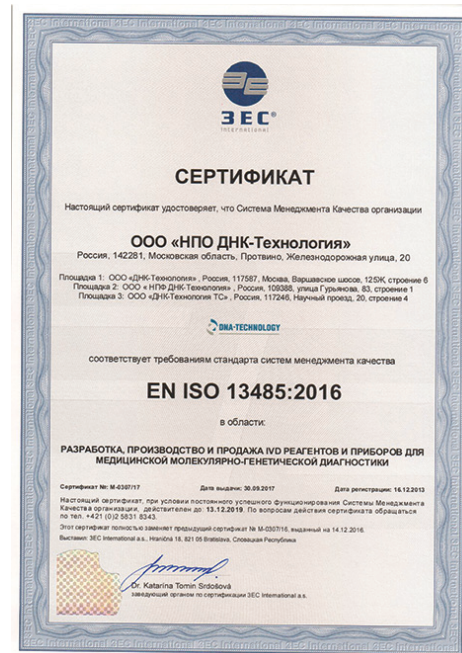 3EC®
International
СЕРТИФИКАТ
Настоящий сертификат удостоверяет, что Система Менеджмента Качества организации
ООО «НПО ДНК-Технология»
Россия, 142281, Московская область, Протвино, Железнодорожная улица, 20
Площадка 1: ООО «ДНК-Технология» , Россия, 117587, Москва, Варшавское шоссе, 125Ж, строение 6
Площадка 2: ООО « НПФ ДНК-Технология» , Россия, 109388, улица Гурьянова, 83, строение 1
Площадка 3: ООО «ДНК-Технология ТС» , Россия, 117246, Научный проезд, 20, строение 4
DNA-TECHNOLOGY
соответствует требованиям стандарта систем менеджмента качества
EN ISO 13485:2016
в области:
РАЗРАБОТКА, ПРОИЗВОДСТВО И ПРОДАЖА IVD РЕАГЕНТОВ И ПРИБОРОВ ДЛЯ
МЕДИЦИНСКОЙ МОЛЕКУЛЯРНО-ГЕНЕТИЧЕСКОЙ ДИАГНОСТИКИ
Сертификат №: M-0307/17 Дата выдачи: 30.09.2017 Дата регистрации: 16.12.2013
Настоящий сертификат, при условии постоянного успешного функционирования Системы Менеджмента
Качества организации, действителен до: 13.12.2019. По вопросам действия сертификата обращаться
по тел. +421 (0)2 5831 8343.
Этот сертификат полностью заменяет предыдущий сертификат № M-0307/16, выданный на 14.12.2016.
Выставил: 3EC International a.s., Hraničná 18, 821 05 Bratislava, Словацкая Республика
Dr. Katarína Tomin Srdošová
заведующий органом по сертификации 3EC International a.s.